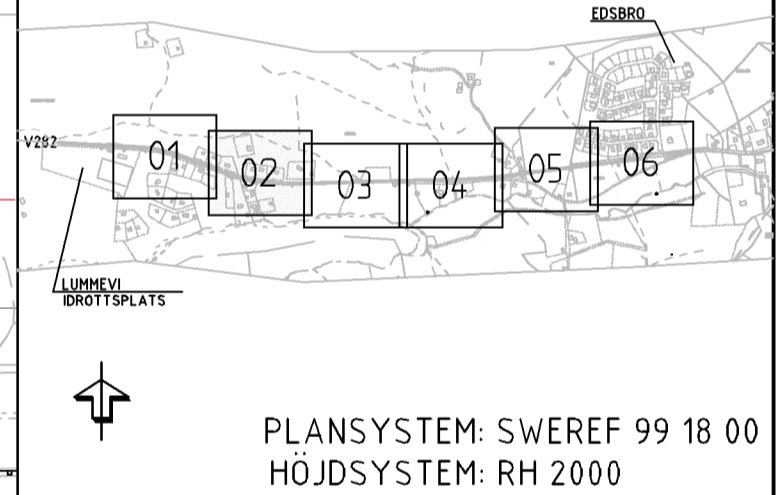 EDSBRO
V282
01
02
03
04
05
06
LUMMEVI
IDROTTSPLATS
PLANSYSTEM: SWEREF 99 18 00
HÖJDSYSTEM: RH 2000